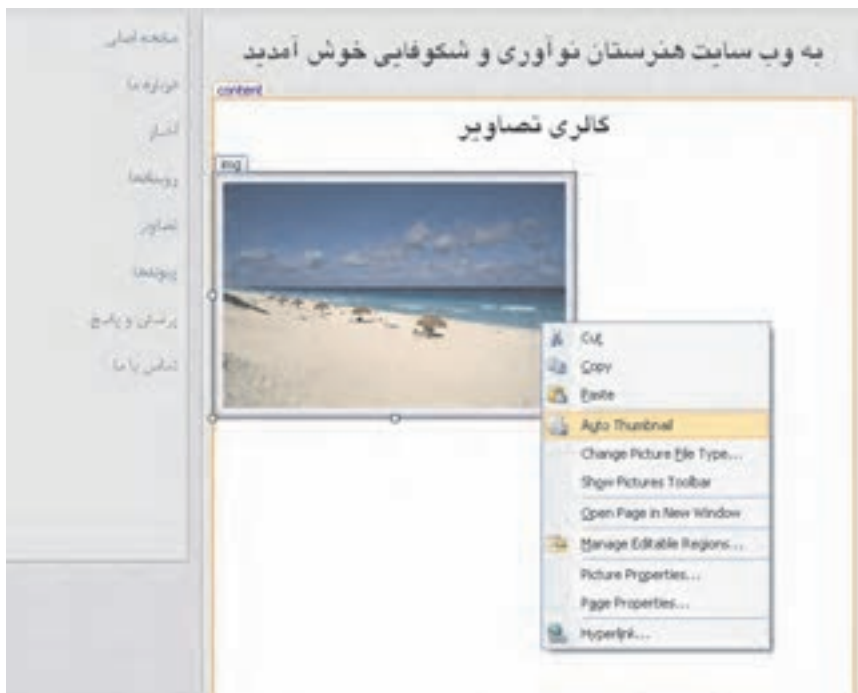 به وب سایت هنرستان نوآوری و شکوفایی خوش آمدید
صفحه اصلی
درباره ما
اخبار
رویدادها
تصاویر
پیوندها
پرسش و پاسخ
تماس با ما
content
گالری تصاویر
img
Cut
Copy
Paste
Auto Thumbnail
Change Picture File Type...
Show Pictures Toolbar
Open Page in New Window
Manage Editable Regions...
Picture Properties...
Page Properties...
Hyperlink...